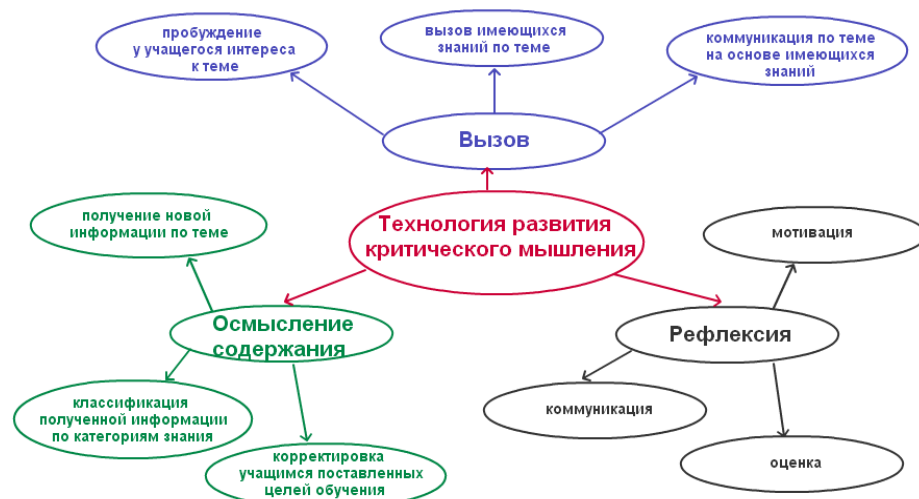 пробуждение
у учащегося интереса
к теме
вызов имеющихся
знаний по теме
коммуникация по теме
на основе имеющихся
знаний
Вызов
Технология развития
критического мышления
получение новой
информации по теме
мотивация
Осмысление
содержания
Рефлексия
классификация
полученной информации
по категориям знания
коммуникация
корректировка
учащимся поставленных
целей обучения
оценка